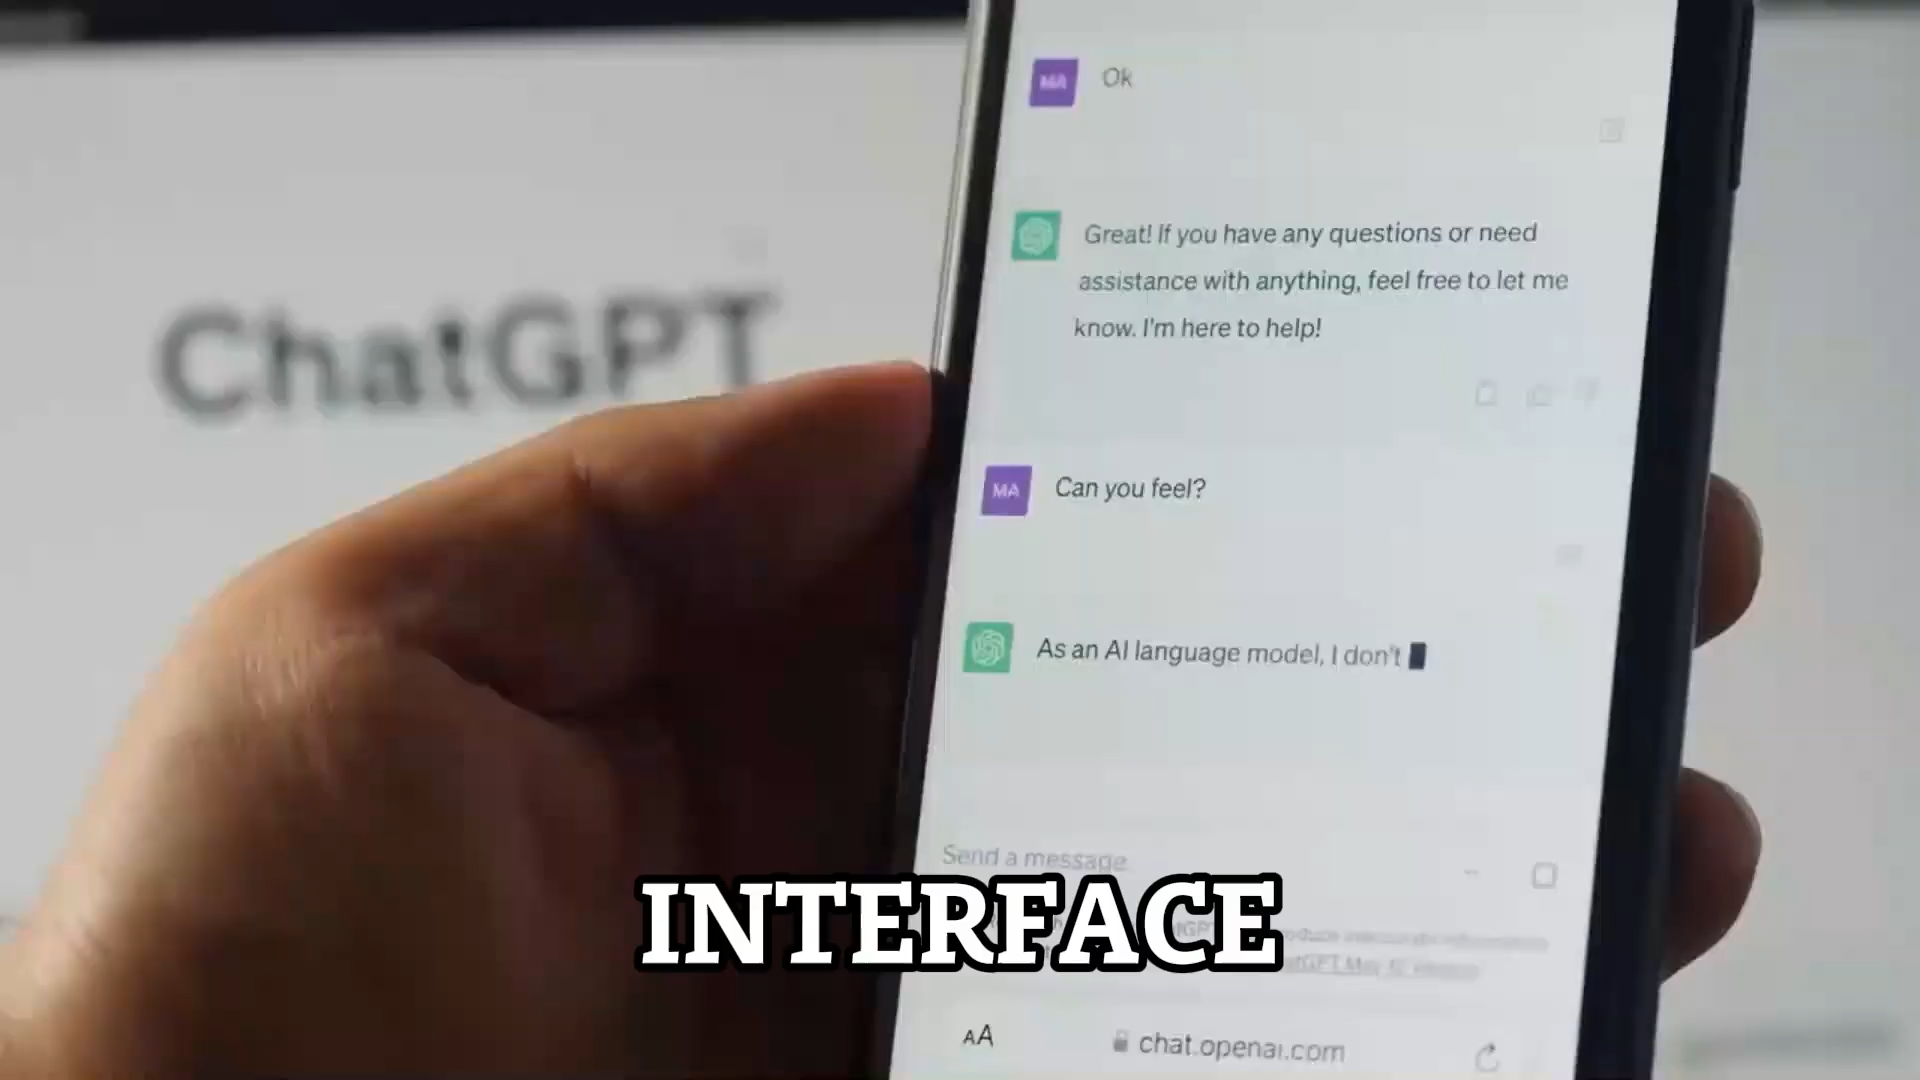 MA Ok
Great! If you have any questions or need
assistance with anything, feel free to let me
know. I'm here to help!
ChatGPT
MA Can you feel?
As an AI language model, I don't
Send a message
INTERFACE
AA chat.openai.com